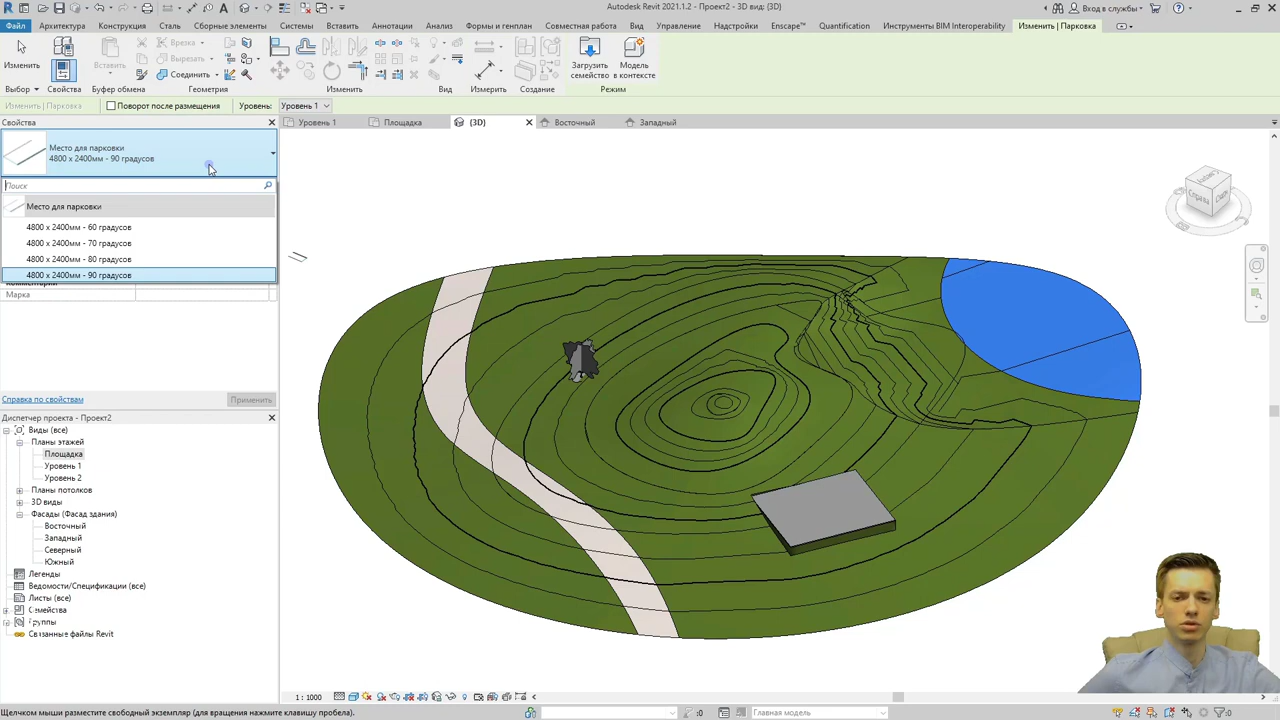 Autodesk Revit 2021.1.2 - Проект2 - 3D вид: {3D}
Вход в службы
Файл Архитектура Конструкция Сталь Сборные элементы Системы Вставить Аннотации Анализ Формы и генплан Совместная работа Вид Управление Надстройки Enscape™ Quantification Инструменты BIM Interoperability Изменить | Парковка
Изменить
Вставить
Врезка
Вырезать
Соединить
Загрузить
семейство
Модель
в контексте
Выбор Свойства Буфер обмена Геометрия Изменить Вид Измерить Создание Режим
Изменить | Парковка Поворот после размещения Уровень: Уровень 1
Свойства
Уровень 1 Площадка {3D} Восточный Западный
Место для парковки
4800 x 2400мм - 90 градусов
Поиск
Место для парковки
4800 x 2400мм - 60 градусов
4800 x 2400мм - 70 градусов
4800 x 2400мм - 80 градусов
4800 x 2400мм - 90 градусов
Комментарии
Марка
Справка по свойствам Применить
Диспетчер проекта - Проект2
Виды (все)
Планы этажей
Площадка
Уровень 1
Уровень 2
Планы потолков
3D виды
Фасады (Фасад здания)
Восточный
Западный
Северный
Южный
Легенды
Ведомости/Спецификации (все)
Листы (все)
Семейства
Группы
Связанные файлы Revit
Справа
1 : 1000
Щелчком мыши разместите свободный экземпляр (для вращения нажмите клавишу пробела).
:0 Главная модель :0